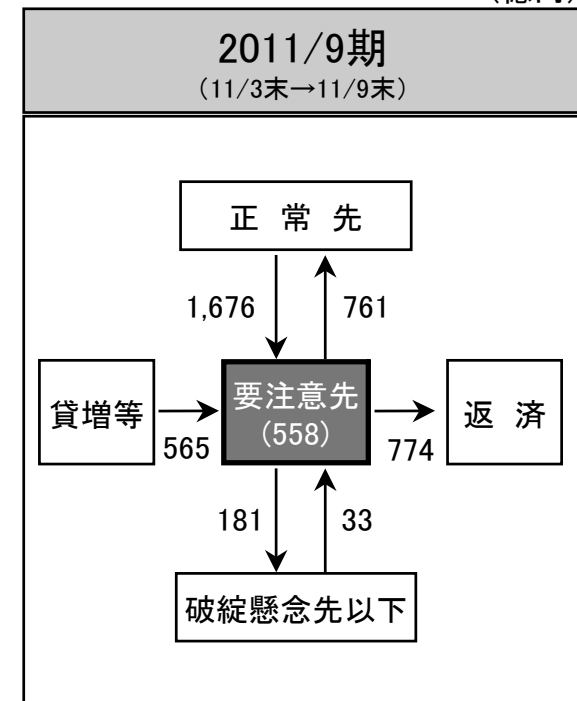 2011/9期
（11/3末→11/9末）
正 常 先
1,676
761
貸増等
要注意先
(558)
返 済
565
774
181
33
破綻懸念先以下